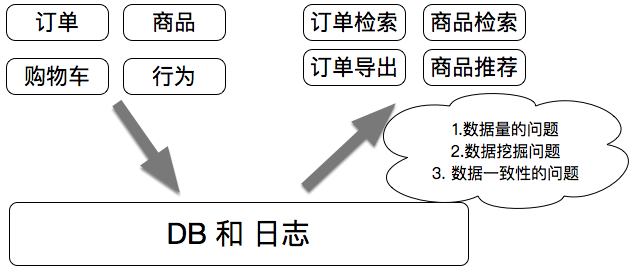 订单
商品
订单检索
商品检索
购物车
行为
订单导出
商品推荐
1.数据量的问题
2.数据挖掘问题
3. 数据一致性的问题
DB 和 日志